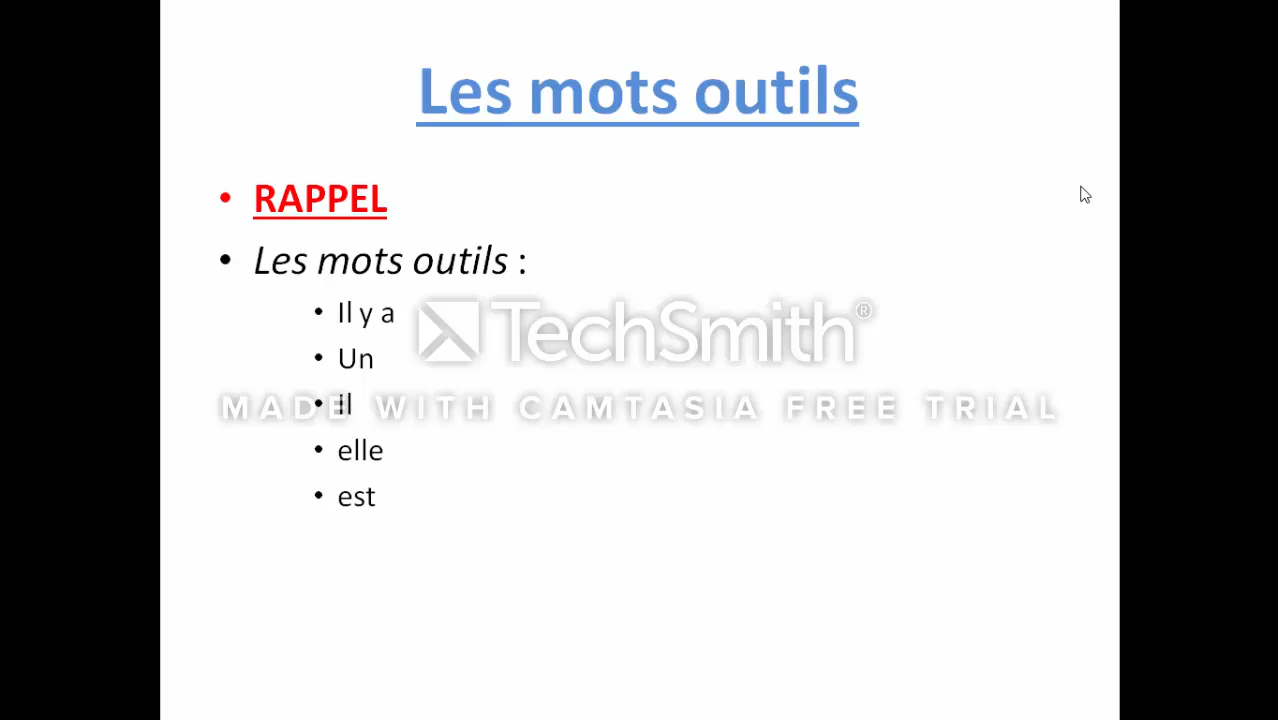 Les mots outils
• RAPPEL
• Les mots outils :
• Il y a
TechSmith®
• Un
• il
MADE WITH CAMTASIA FREE TRIAL
• elle
• est